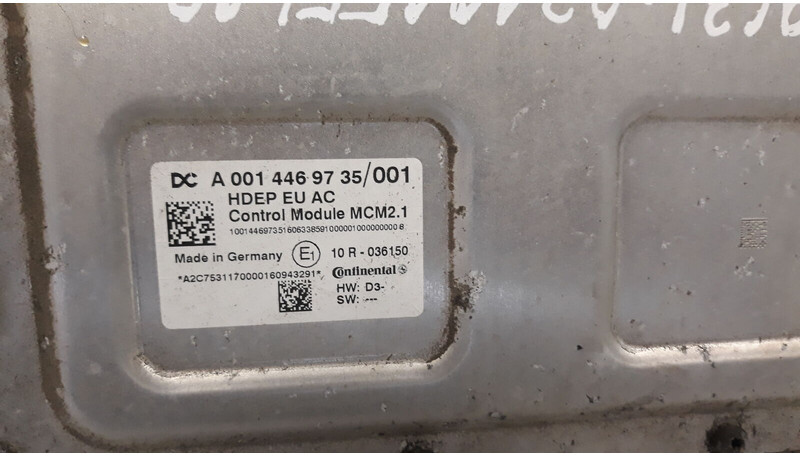 DC A 001 446 97 35/001
HDEP EU AC
Control Module MCM2.1
10014469735160633859100000100000000008
Made in Germany E1 10 R - 036150
*A2C7531170000160943291* Continental
HW: D3-
SW: ---